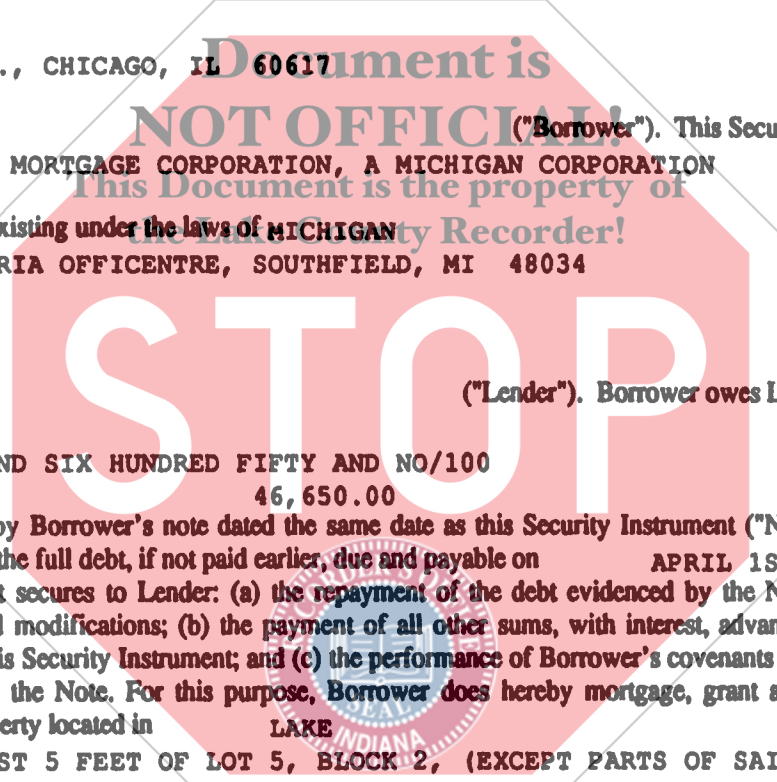 Document is
., CHICAGO, IL 60617
NOT OFFICIAL!
("Borrower"). This Secu
MORTGAGE CORPORATION, A MICHIGAN CORPORATION
This Document is the property of
xisting under the laws of MICHIGAN
the Lake County Recorder!
RIA OFFICENTRE, SOUTHFIELD, MI 48034
STOP
("Lender"). Borrower owes L
ND SIX HUNDRED FIFTY AND NO/100
46,650.00
by Borrower's note dated the same date as this Security Instrument ("N
the full debt, if not paid earlier, due and payable on APRIL 1S
t secures to Lender: (a) the repayment of the debt evidenced by the N
d modifications; (b) the payment of all other sums, with interest, advan
is Security Instrument; and (c) the performance of Borrower's covenants
the Note. For this purpose, Borrower does hereby mortgage, grant a
erty located in LAKE
ST 5 FEET OF LOT 5, BLOCK 2, (EXCEPT PARTS OF SAI
SEAL
INDIANA